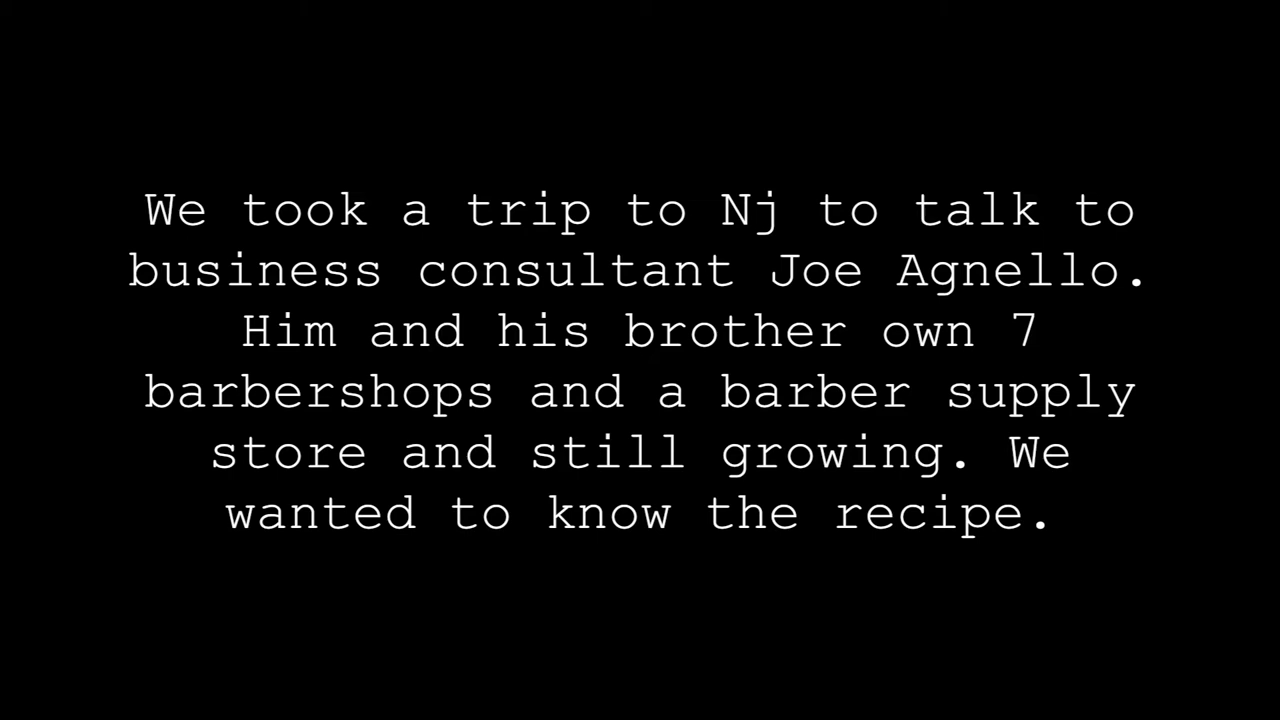 We took a trip to Nj to talk to
business consultant Joe Agnello.
Him and his brother own 7
barbershops and a barber supply
store and still growing. We
wanted to know the recipe.